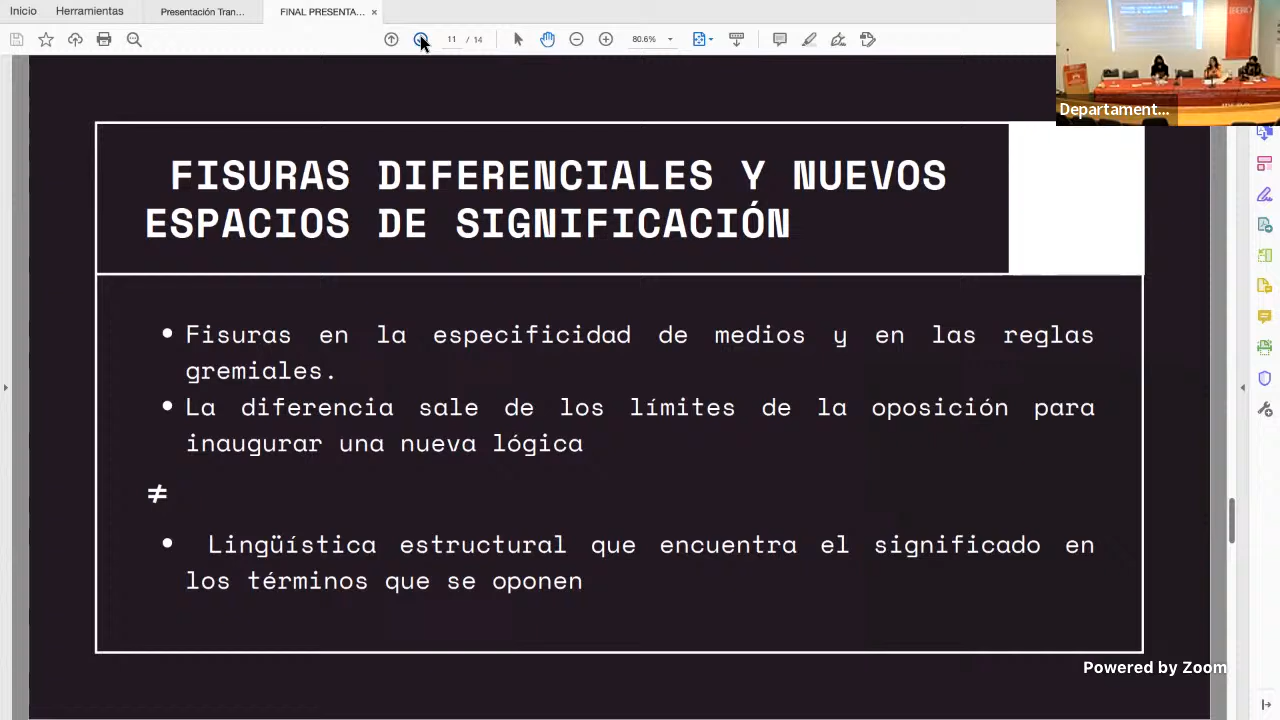 Inicio
Herramientas
Presentación Tran...
FINAL PRESENTA...
11 / 14
80.6%
Departament...
FISURAS DIFERENCIALES Y NUEVOS
ESPACIOS DE SIGNIFICACIÓN
• Fisuras en la especificidad de medios y en las reglas
gremiales.
• La diferencia sale de los límites de la oposición para
inaugurar una nueva lógica
≠
• Lingüística estructural que encuentra el significado en
los términos que se oponen
Powered by Zoom